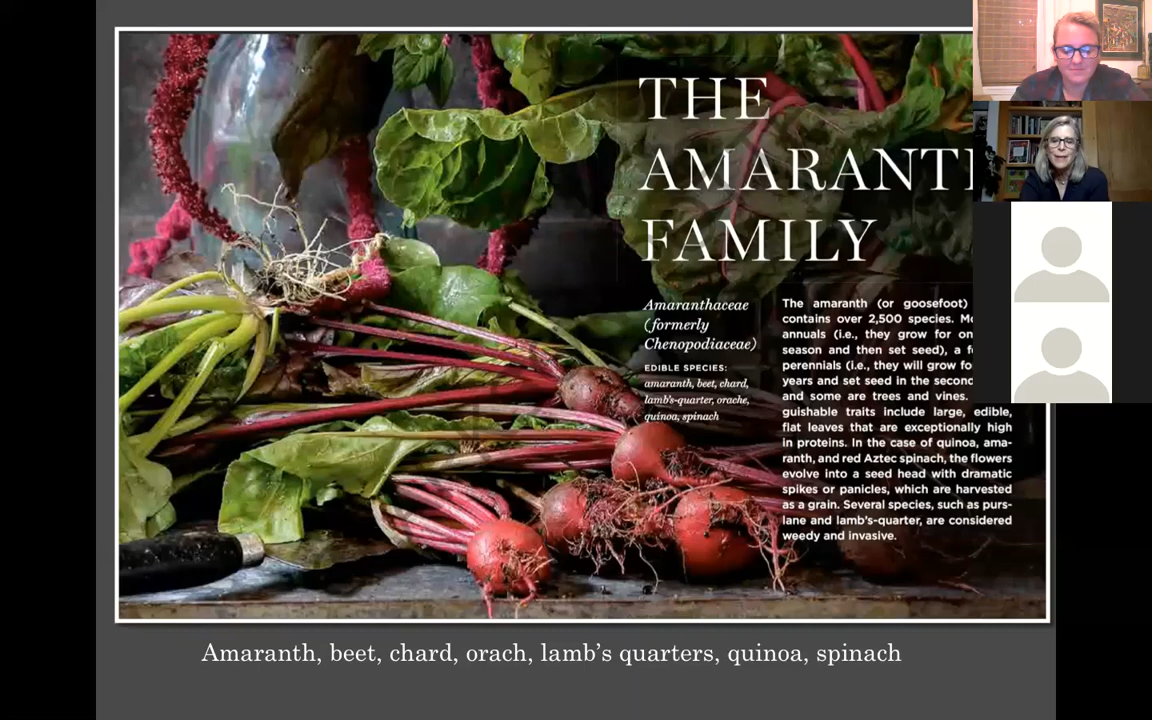 THE
AMARANT
FAMILY
Amaranthaceae
(formerly
Chenopodiaceae)
EDIBLE SPECIES:
amaranth, beet, chard,
lamb's-quarter, orache,
quinoa, spinach
The amaranth (or goosefoot)
contains over 2,500 species.
annuals (i.e., they grow for
season and then set seed), a
perennials (i.e., they will grow
years and set seed in the
and some are trees and vines.
guishable traits include large, edible,
flat leaves that are exceptionally high
in proteins. In the case of quinoa, ama-
ranth, and red Aztec spinach, the flowers
evolve into a seed head with dramatic
spikes or panicles, which are harvested
as a grain. Several species, such as purs-
lane and lamb's-quarter, are considered
weedy and invasive.
Amaranth, beet, chard, orach, lamb's quarters, quinoa, spinach